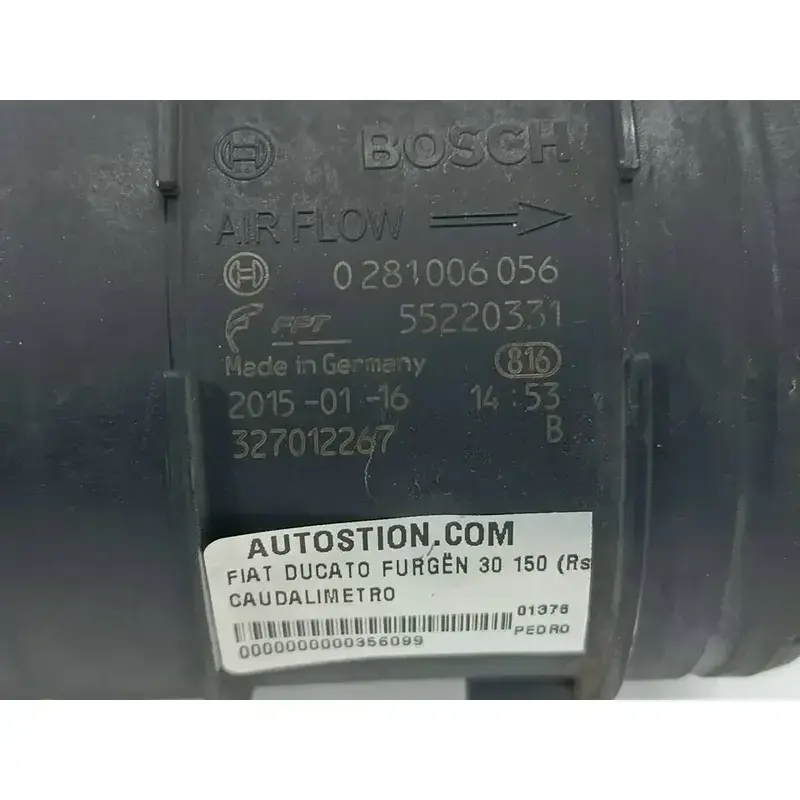 BOSCH
AIR FLOW
0 281 006 056
FPT 55220331
Made in Germany 816
2015-01-16 14:53
327012267 B
AUTOSTION.COM
FIAT DUCATO FURGËN 30 150 (Rs
CAUDALIMETRO
01376
0000000000356099 PEDRO